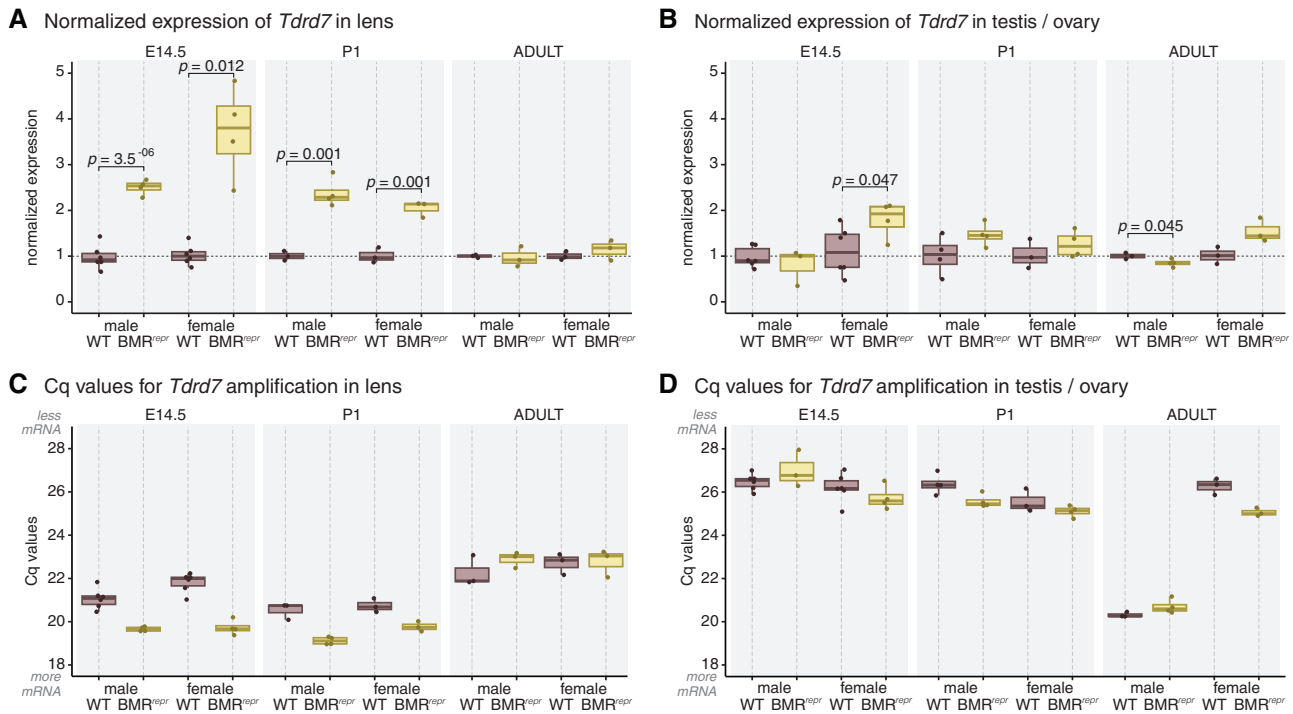 A Normalized expression of Tdrd7 in lens
E14.5 P1 ADULT
normalized expression
5
4
3
2
1
0
p = 3.5 -06
p = 0.012
p = 0.001
p = 0.001
male female male female male female
WT BMRrepr WT BMRrepr WT BMRrepr WT BMRrepr WT BMRrepr WT BMRrepr
B Normalized expression of Tdrd7 in testis / ovary
E14.5 P1 ADULT
normalized expression
5
4
3
2
1
0
p = 0.047
p = 0.045
male female male female male female
WT BMRrepr WT BMRrepr WT BMRrepr WT BMRrepr WT BMRrepr WT BMRrepr
C Cq values for Tdrd7 amplification in lens
less
mRNA
E14.5 P1 ADULT
Cq values
28
26
24
22
20
18
more
mRNA
male female male female male female
WT BMRrepr WT BMRrepr WT BMRrepr WT BMRrepr WT BMRrepr WT BMRrepr
D Cq values for Tdrd7 amplification in testis / ovary
less
mRNA
E14.5 P1 ADULT
Cq values
28
26
24
22
20
18
more
mRNA
male female male female male female
WT BMRrepr WT BMRrepr WT BMRrepr WT BMRrepr WT BMRrepr WT BMRrepr